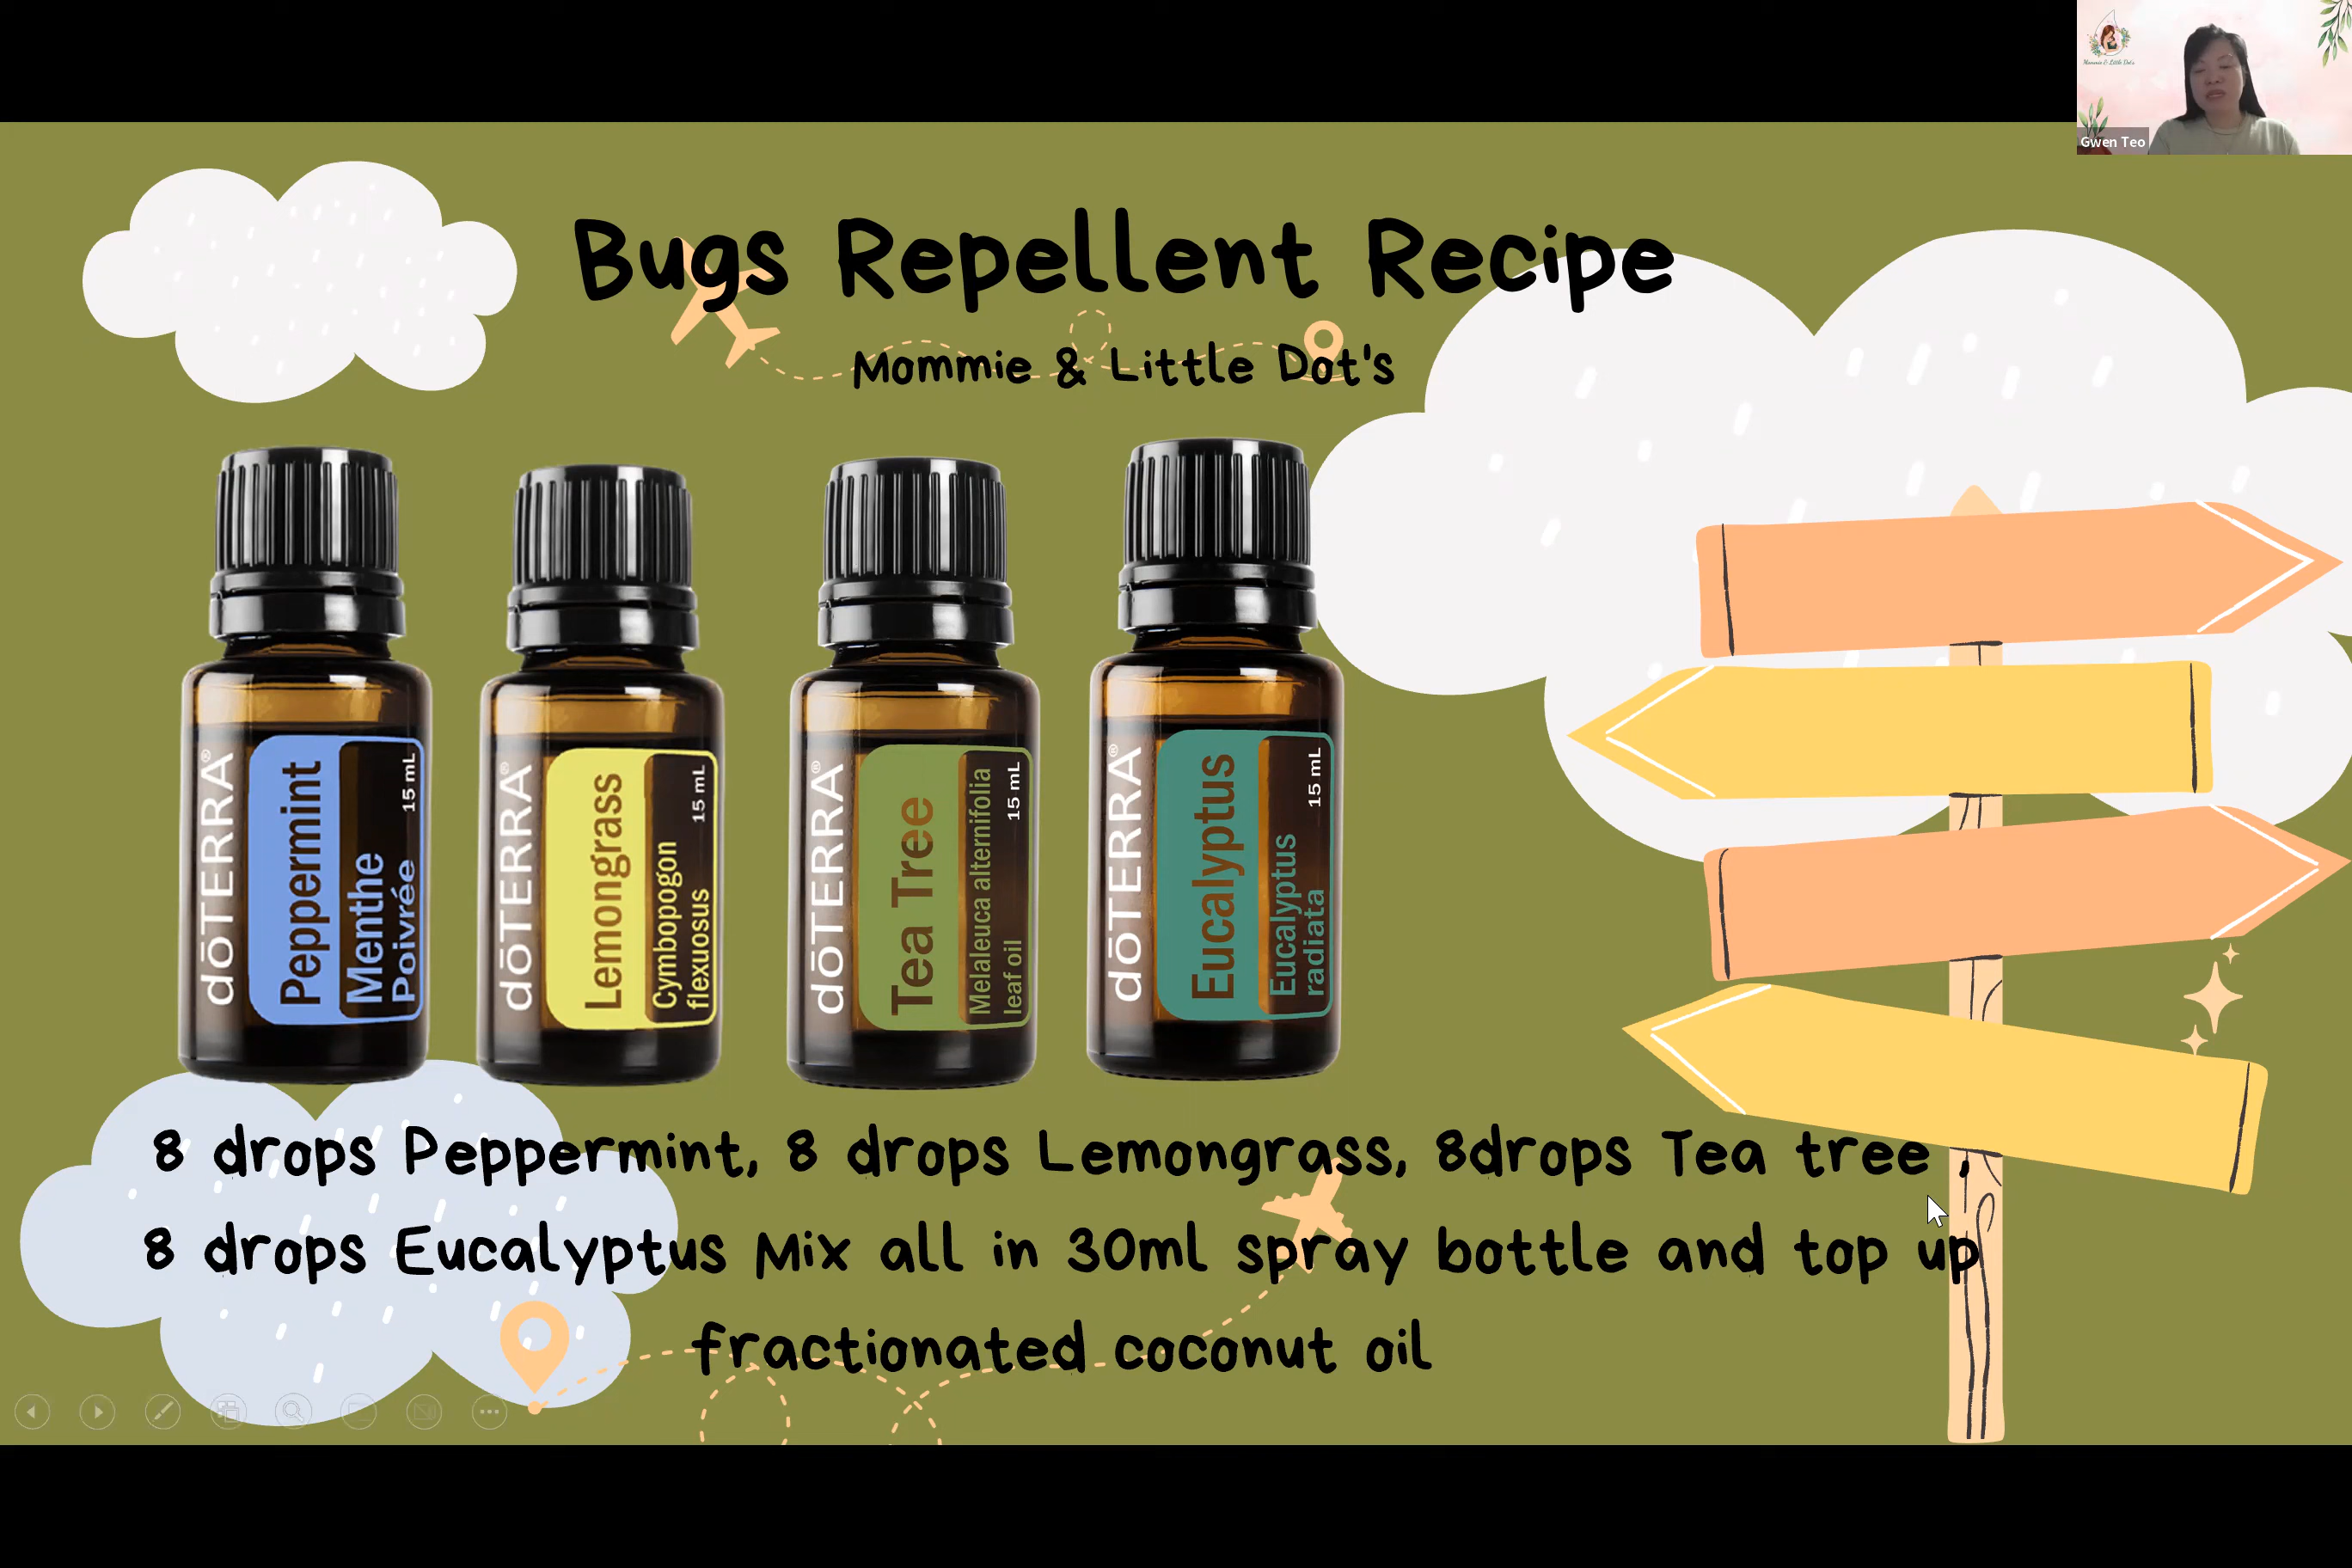 Mommie & Little Dot's
Gwen Teo
Bugs Repellent Recipe
Mommie & Little Dot's
dōTERRA®
Peppermint
Menthe
Poivrée
15 mL
dōTERRA®
Lemongrass
Cymbopogon
flexuosus
15 mL
dōTERRA®
Tea Tree
Melaleuca alternifolia
leaf oil
15 mL
dōTERRA®
Eucalyptus
Eucalyptus
radiata
15 mL
8 drops Peppermint, 8 drops Lemongrass, 8drops Tea tree ,
8 drops Eucalyptus Mix all in 30ml spray bottle and top up
fractionated coconut oil